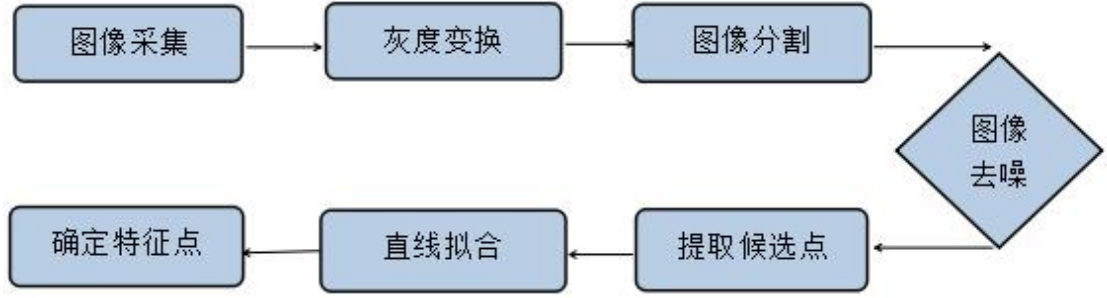 图像采集
灰度变换
图像分割
图像
去噪
提取候选点
直线拟合
确定特征点